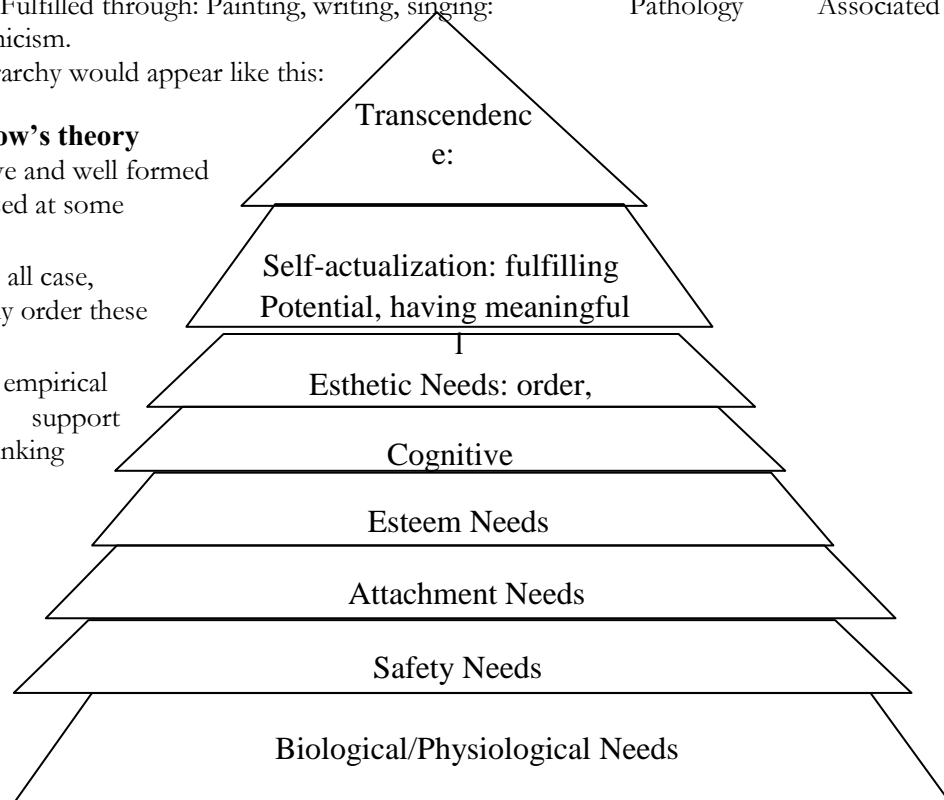 Fulfilled through: Painting, writing, singing: Pathology Associated
nicism.
rarchy would appear like this:
Transcendenc
e:
ow's theory
ve and well formed
ed at some
all case,
y order these
empirical
support
nking
Self-actualization: fulfilling
Potential, having meaningful
l
Esthetic Needs: order,
Cognitive
Esteem Needs
Attachment Needs
Safety Needs
Biological/Physiological Needs